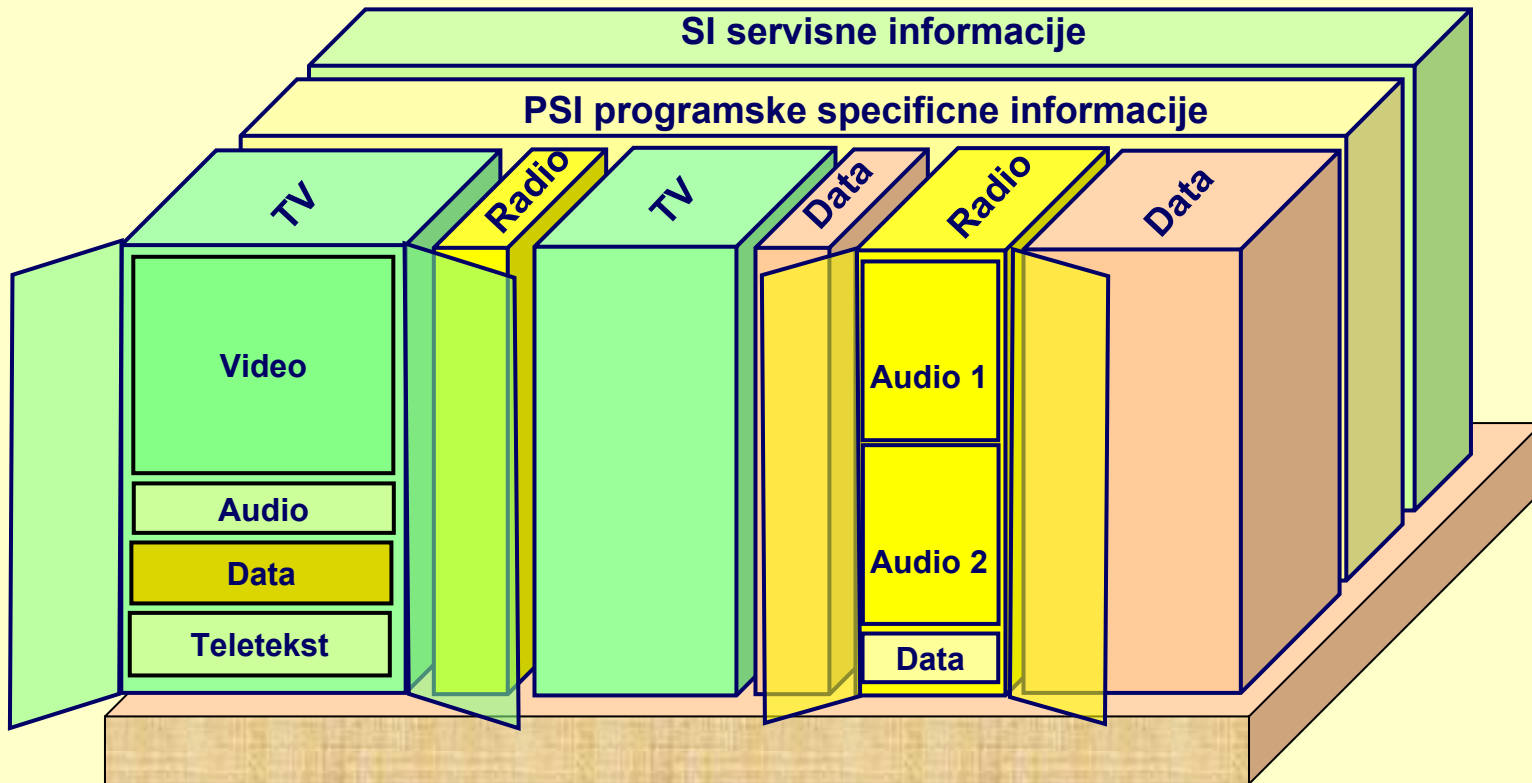 SI servisne informacije
PSI programske specificne informacije
TV
Radio
TV
Data
Radio
Data
Video
Audio
Data
Teletekst
Audio 1
Audio 2
Data